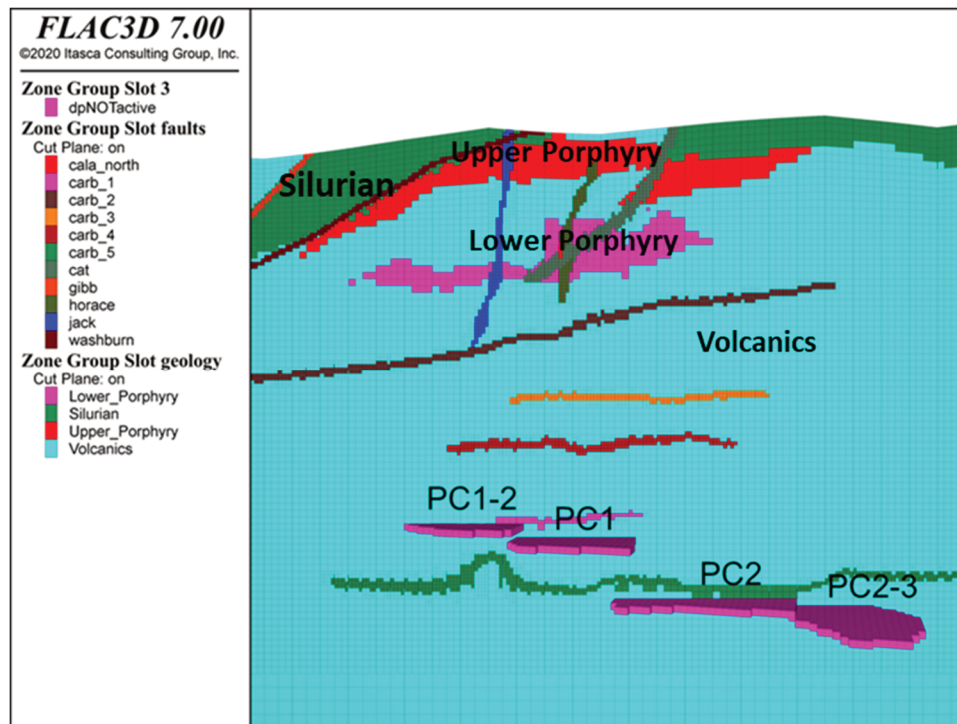 FLAC3D 7.00
©2020 Itasca Consulting Group, Inc.
Zone Group Slot 3
dpNOTactive
Zone Group Slot faults
Cut Plane: on
cala_north
carb_1
carb_2
carb_3
carb_4
carb_5
cat
gibb
horace
jack
washburn
Zone Group Slot geology
Cut Plane: on
Lower_Porphyry
Silurian
Upper_Porphyry
Volcanics
Upper Porphyry
Silurian
Lower Porphyry
Volcanics
PC1-2
PC1
PC2
PC2-3